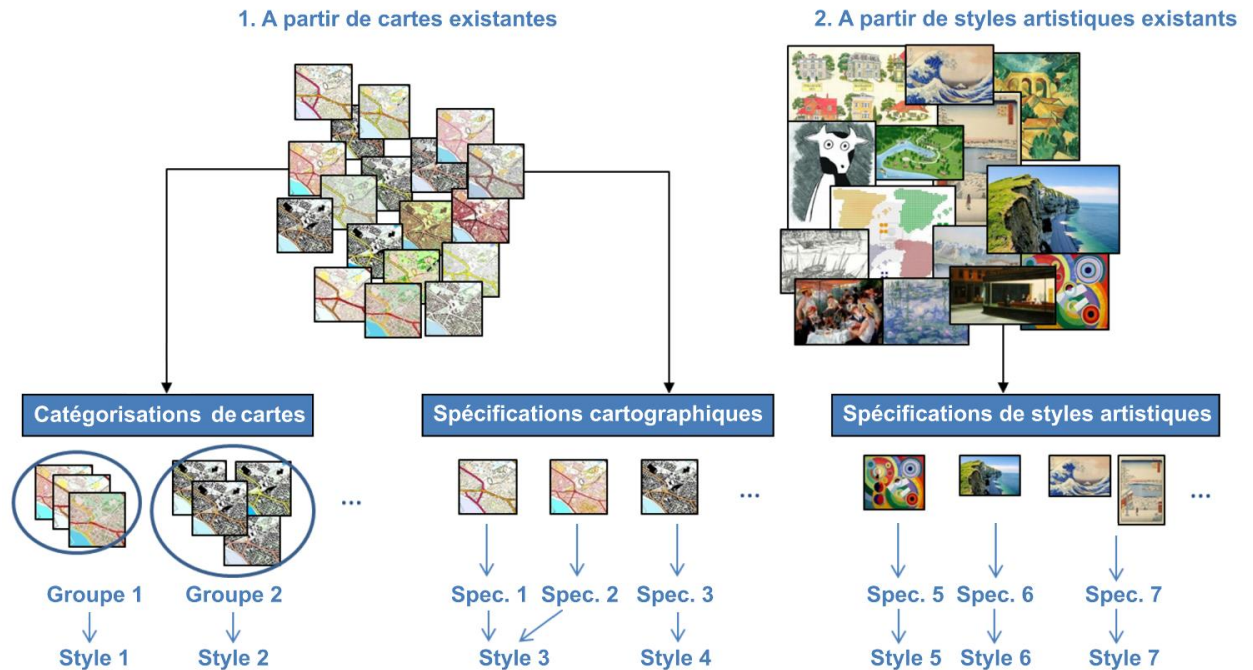 1. A partir de cartes existantes
2. A partir de styles artistiques existants
Catégorisations de cartes
Spécifications cartographiques
Spécifications de styles artistiques
...
...
...
Groupe 1
Groupe 2
Spec. 1
Spec. 2
Spec. 3
Spec. 5
Spec. 6
Spec. 7
Style 1
Style 2
Style 3
Style 4
Style 5
Style 6
Style 7